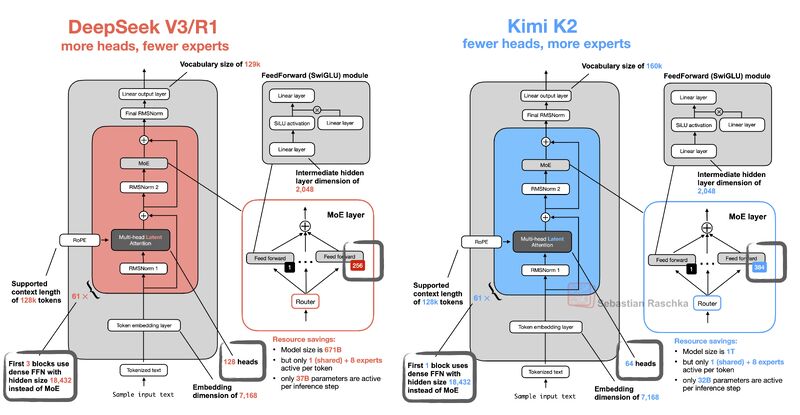 DeepSeek V3/R1
more heads, fewer experts
Vocabulary size of 129k
FeedForward (SwiGLU) module
Linear output layer
Final RMSNorm
MoE
RMSNorm 2
RoPE
Multi-head Latent
Attention
RMSNorm 1
Supported
context length
of 128k tokens
61 ×
Token embedding layer
Tokenized text
Sample input text
First 3 blocks use
dense FFN with
hidden size 18,432
instead of MoE
128 heads
Embedding
dimension of 7,168
Linear layer
SiLU activation
Linear layer
Linear layer
Intermediate hidden
layer dimension of
2,048
MoE layer
Feed forward
1
Feed forward
256
Router
Resource savings:
• Model size is 671B
• but only 1 (shared) + 8 experts
active per token
• only 37B parameters are active
per inference step
Kimi K2
fewer heads, more experts
Vocabulary size of 160k
FeedForward (SwiGLU) module
Linear output layer
Final RMSNorm
MoE
RMSNorm 2
RoPE
Multi-head Latent
Attention
RMSNorm 1
Supported
context length
of 128k tokens
61 ×
Token embedding layer
Tokenized text
Sample input text
First 1 block uses
dense FFN with
hidden size 18,432
instead of MoE
64 heads
Embedding
dimension of 7,168
Linear layer
SiLU activation
Linear layer
Linear layer
Intermediate hidden
layer dimension of
2,048
MoE layer
Feed forward
1
Feed forward
384
Router
Sebastian Raschka
Resource savings:
• Model size is 1T
• but only 1 (shared) + 8 experts
active per token
• only 32B parameters are active
per inference step